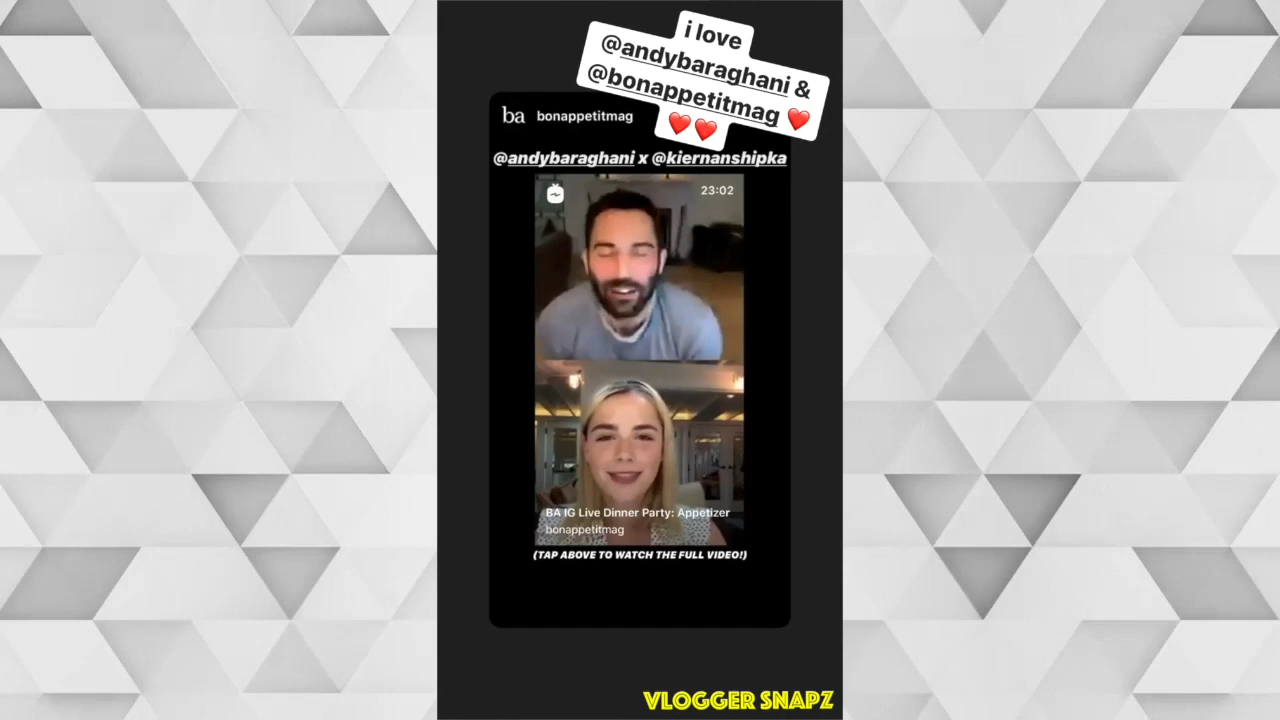 i love
@andybaraghani &
@bonappetitmag ❤️
❤️❤️
ba bonappetitmag
@andybaraghani x @kiernanshipka
23:02
BA IG Live Dinner Party: Appetizer
bonappetitmag
(TAP ABOVE TO WATCH THE FULL VIDEO!)
VLOGGER SNAPZ